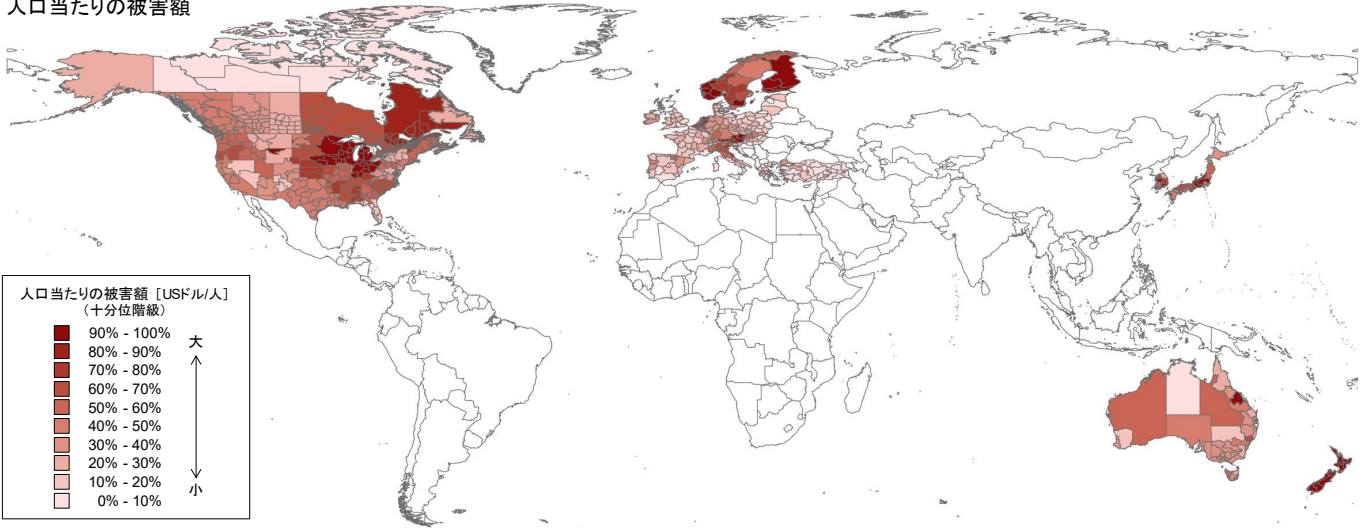 人口当たりの被害額
人口当たりの被害額 [USドル/人]
(十分位階級)
90% - 100%
大
80% - 90%
70% - 80%
60% - 70%
50% - 60%
40% - 50%
30% - 40%
20% - 30%
10% - 20%
小
0% - 10%